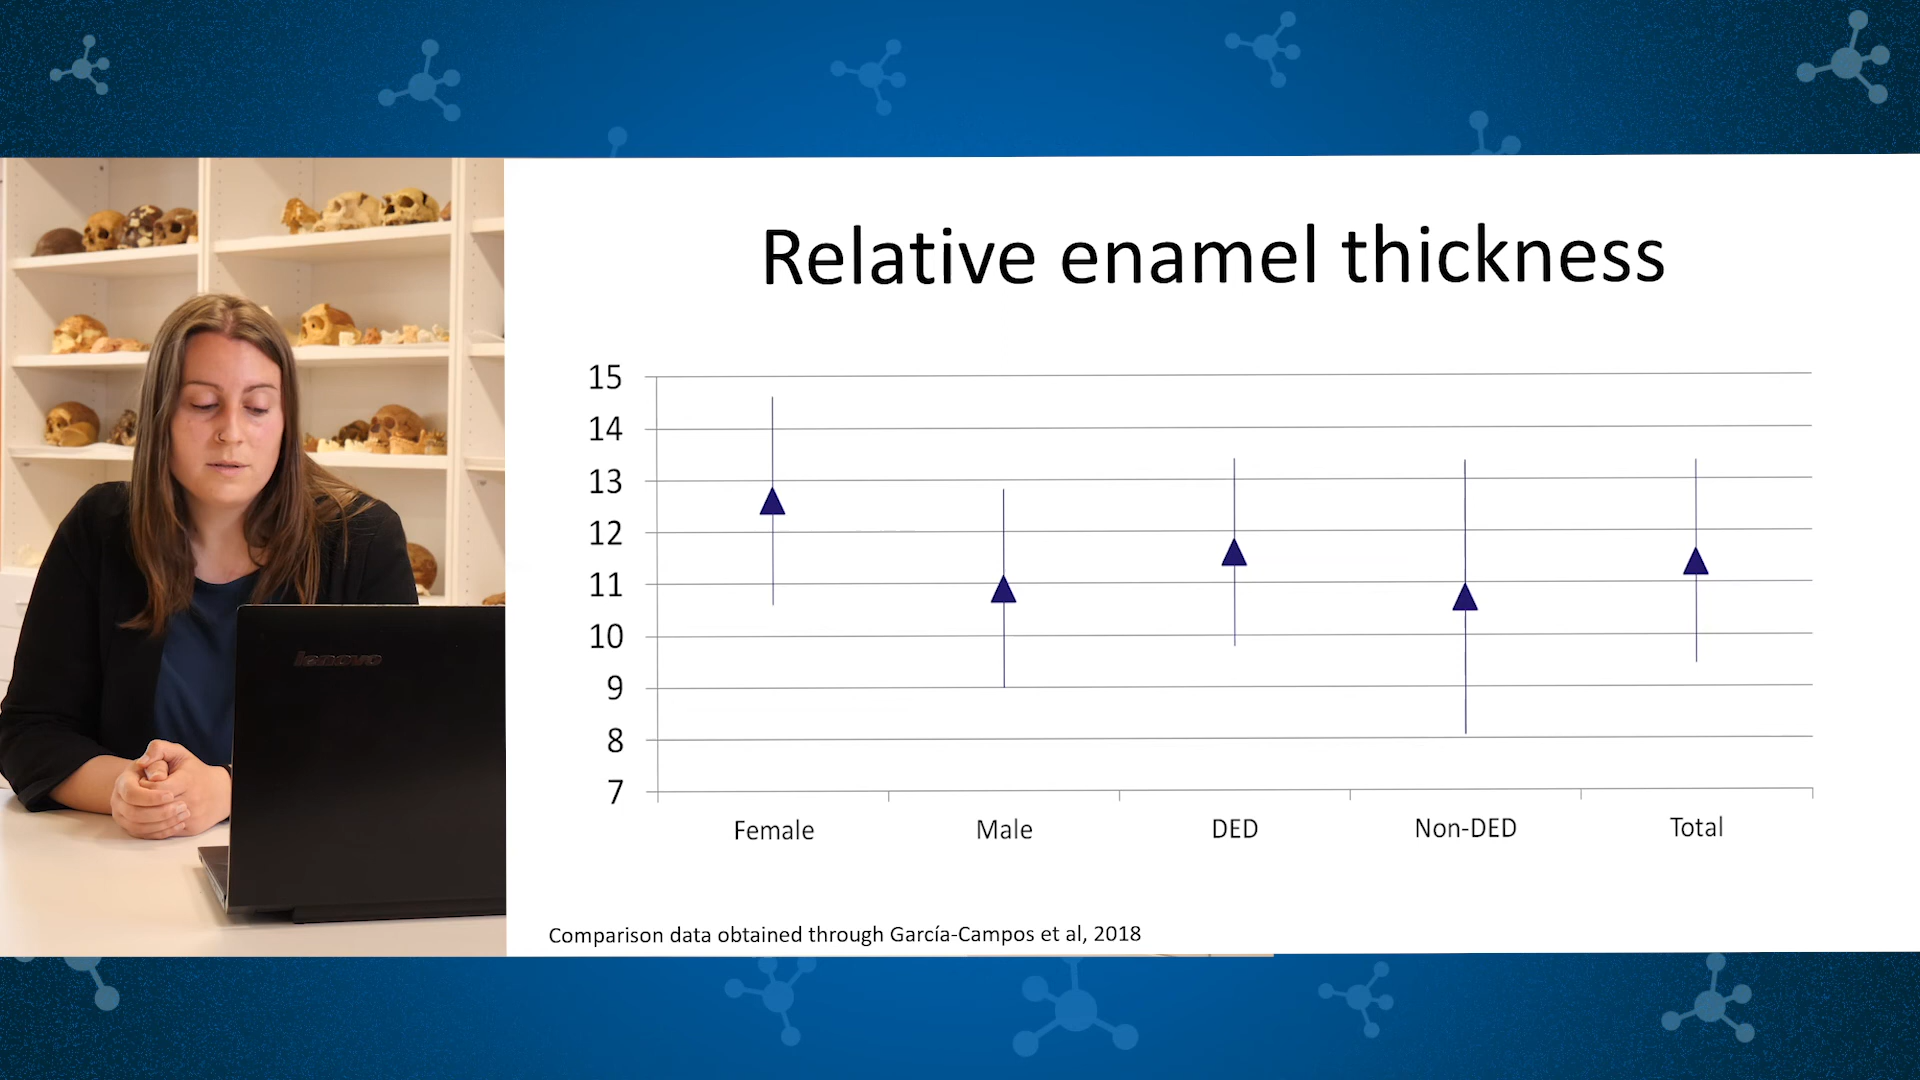 Relative enamel thickness
15
14
13
12
11
10
9
8
7
Female Male DED Non-DED Total
Comparison data obtained through García-Campos et al, 2018
lenovo